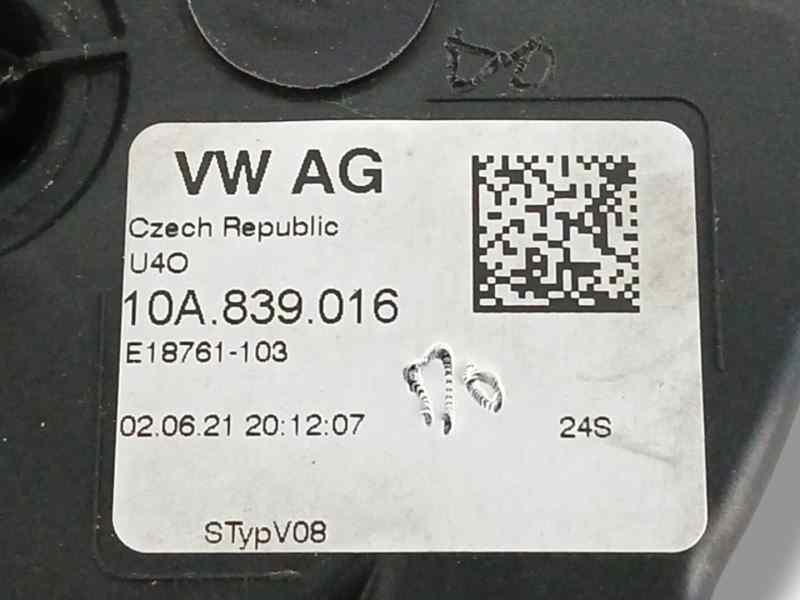 VW AG
Czech Republic
U4O
10A.839.016
E18761-103
02.06.21 20:12:07
24S
STypV08